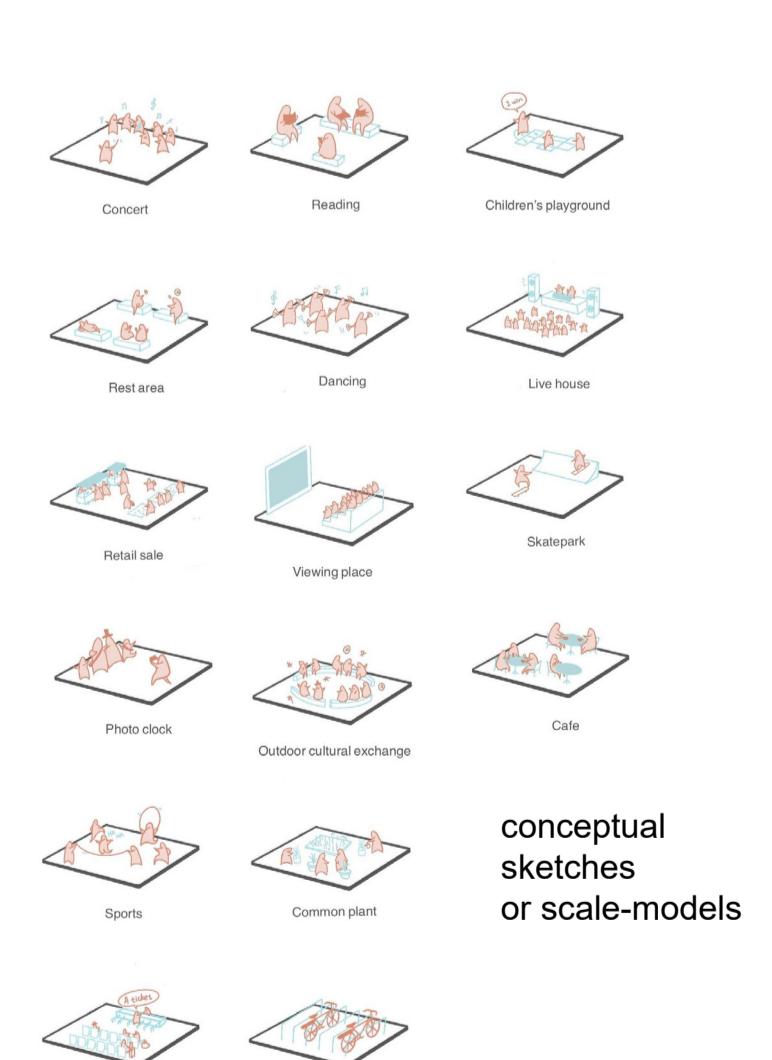 I win
Concert
Reading
Children's playground
Rest area
Dancing
Live house
Retail sale
Viewing place
Skatepark
Photo clock
Outdoor cultural exchange
Cafe
conceptual
sketches
or scale-models
Sports
Common plant
A ticket